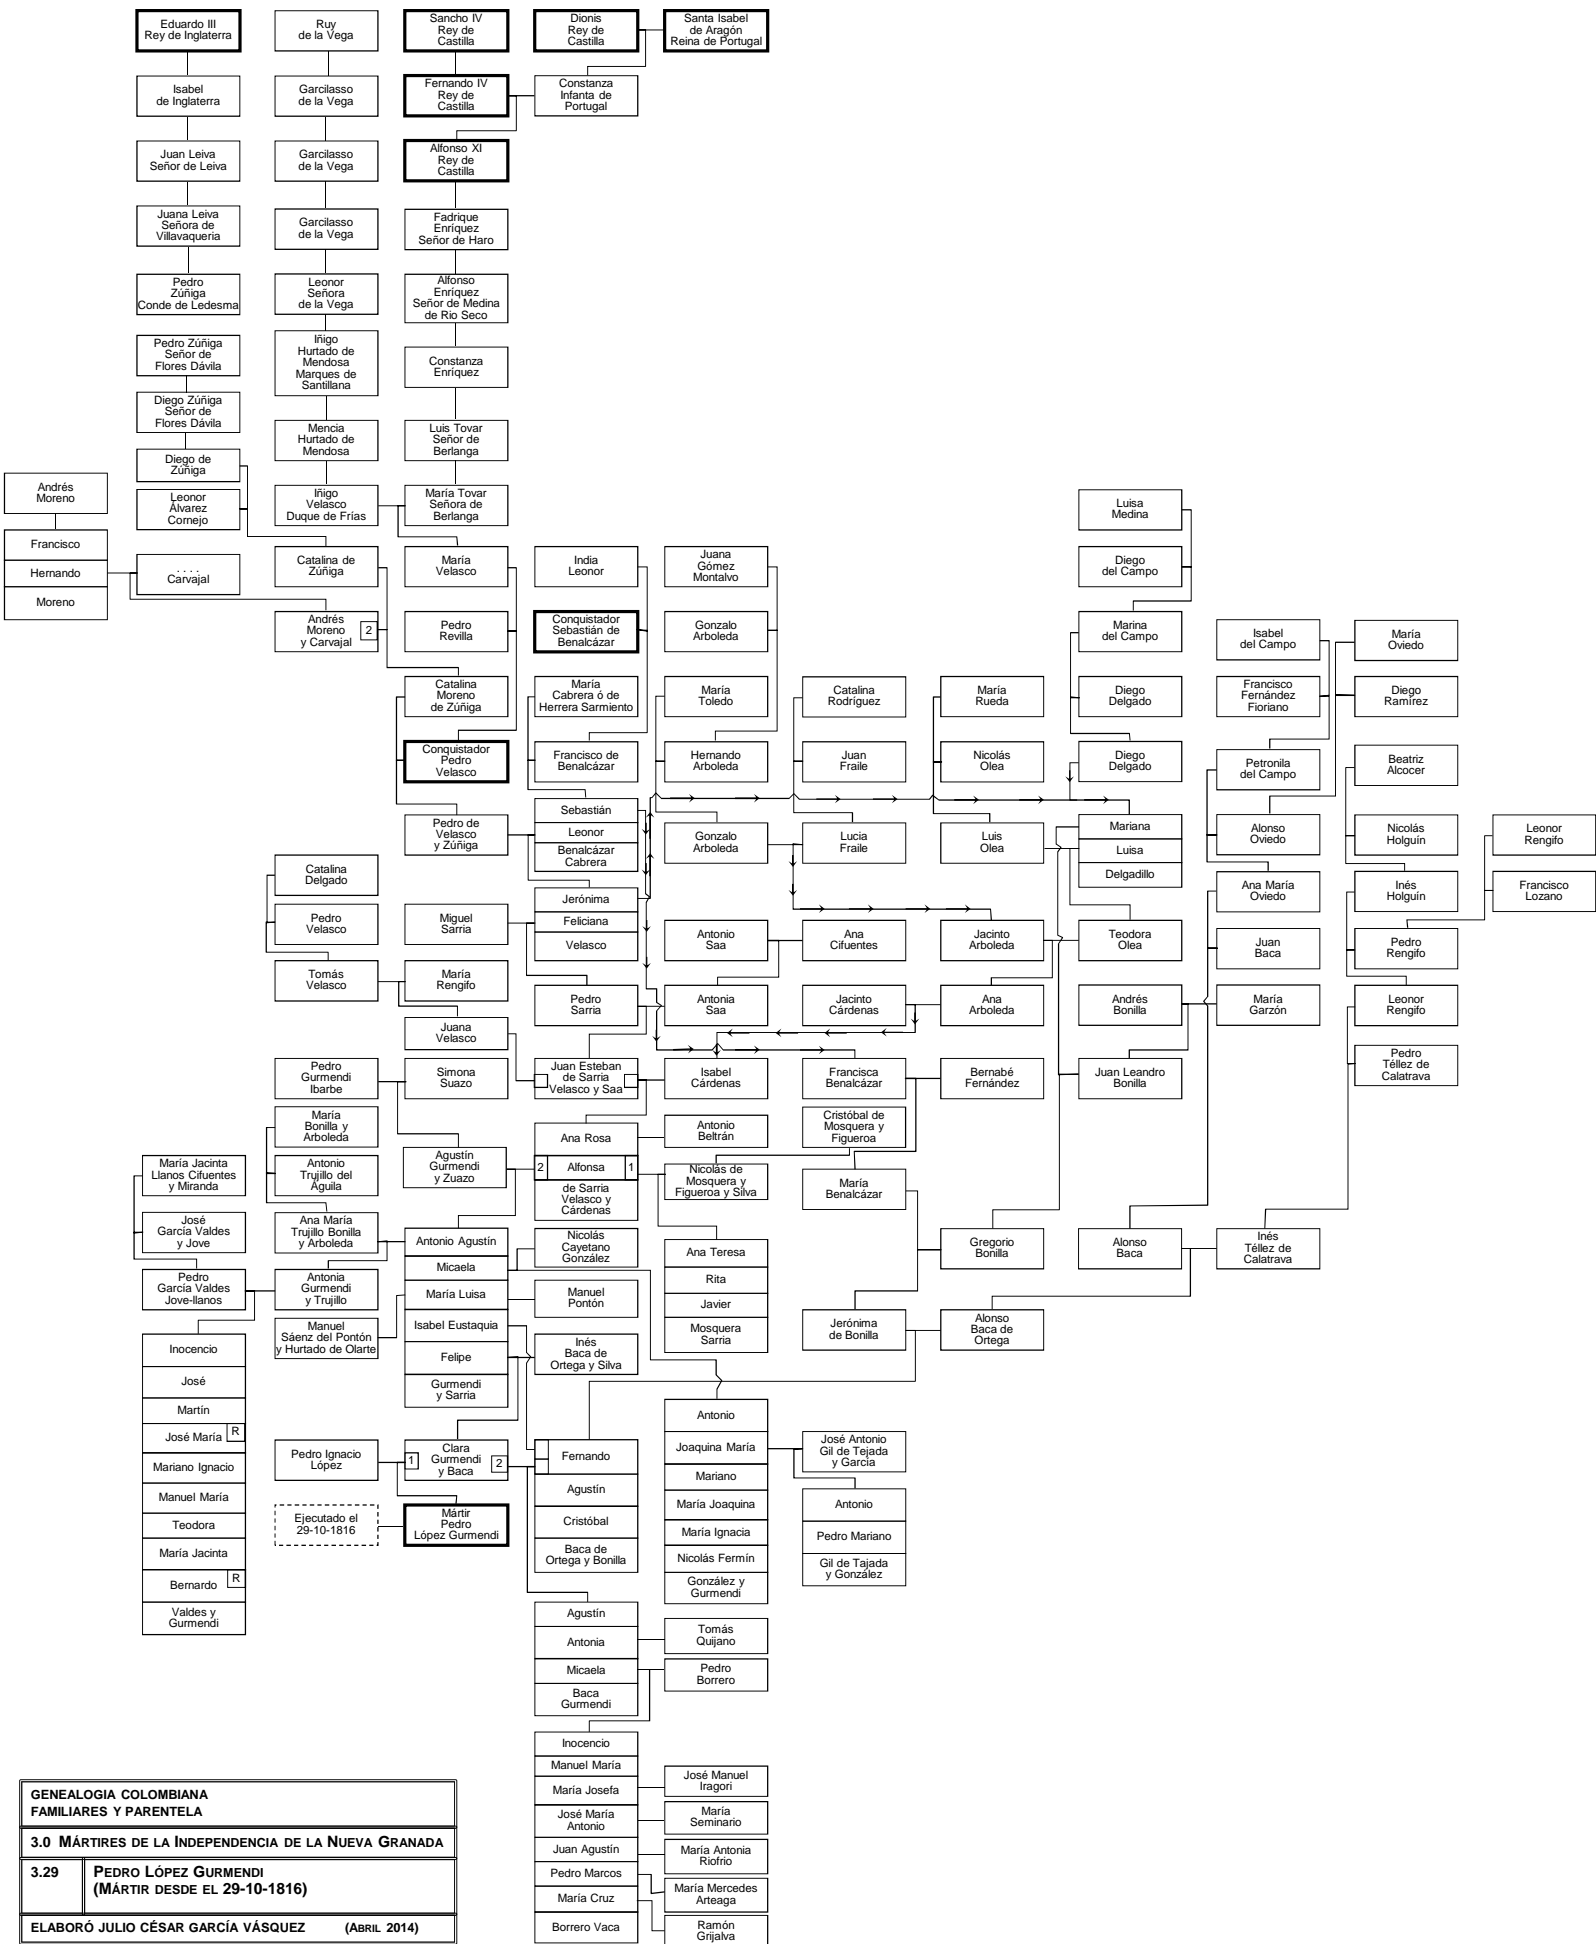 Eduardo III
Rey de Inglaterra
Ruy
de la Vega
Sancho IV
Rey de
Castilla
Dionis
Rey de
Castilla
Santa Isabel
de Aragón
Reina de Portugal
Isabel
de Inglaterra
Garcilasso
de la Vega
Fernando IV
Rey de
Castilla
Constanza
Infanta de
Portugal
Juan Leiva
Señor de Leiva
Garcilasso
de la Vega
Alfonso XI
Rey de
Castilla
Juana Leiva
Señora de
Villavaqueria
Garcilasso
de la Vega
Fadrique
Enríquez
Señor de Haro
Pedro
Zúñiga
Conde de Ledesma
Leonor
Señora
de la Vega
Alfonso
Enríquez
Señor de Medina
de Rio Seco
Pedro Zúñiga
Señor de
Flores Dávila
Iñigo
Hurtado de
Mendosa
Marques de
Santillana
Constanza
Enríquez
Diego Zúñiga
Señor de
Flores Dávila
Mencia
Hurtado de
Mendosa
Luis Tovar
Señor de
Berlanga
Diego de
Zúñiga
Andrés
Moreno
Leonor
Álvarez
Cornejo
Iñigo
Velasco
Duque de Frías
María Tovar
Señora de
Berlanga
Luisa
Medina
Francisco
Hernando
Moreno
. . . .
Carvajal
Catalina de
Zúñiga
María
Velasco
India
Leonor
Juana
Gómez
Montalvo
Diego
del Campo
Andrés
Moreno
y Carvajal
2
Pedro
Revilla
Conquistador
Sebastián de
Benalcázar
Gonzalo
Arboleda
Marina
del Campo
Isabel
del Campo
María
Oviedo
Catalina
Moreno
de Zúñiga
María
Cabrera ó de
Herrera Sarmiento
María
Toledo
Catalina
Rodríguez
María
Rueda
Diego
Delgado
Francisco
Fernández
Fioriano
Diego
Ramírez
Conquistador
Pedro
Velasco
Francisco de
Benalcázar
Hernando
Arboleda
Juan
Fraile
Nicolás
Olea
Diego
Delgado
Petronila
del Campo
Beatriz
Alcocer
Pedro de
Velasco
y Zúñiga
Sebastián
Leonor
Benalcázar
Cabrera
Gonzalo
Arboleda
Lucia
Fraile
Luis
Olea
Mariana
Luisa
Delgadillo
Alonso
Oviedo
Nicolás
Holguín
Leonor
Rengifo
Catalina
Delgado
Jerónima
Feliciana
Velasco
Ana María
Oviedo
Inés
Holguín
Francisco
Lozano
Pedro
Velasco
Miguel
Sarria
Antonio
Saa
Ana
Cifuentes
Jacinto
Arboleda
Teodora
Olea
Juan
Baca
Pedro
Rengifo
Tomás
Velasco
María
Rengifo
Pedro
Sarria
Antonia
Saa
Jacinto
Cárdenas
Ana
Arboleda
Andrés
Bonilla
María
Garzón
Leonor
Rengifo
Juana
Velasco
Pedro
Gurmendi
Ibarbe
Simona
Suazo
Juan Esteban
de Sarria
Velasco y Saa
Isabel
Cárdenas
Francisca
Benalcázar
Bernabé
Fernández
Juan Leandro
Bonilla
Pedro
Téllez de
Calatrava
María
Bonilla y
Arboleda
Ana Rosa
Antonio
Beltrán
Cristóbal de
Mosquera y
Figueroa
María Jacinta
Llanos Cifuentes
y Miranda
Antonio
Trujillo del
Águila
Agustín
Gurmendi
y Zuazo
2
Alfonsa
1
de Sarria
Velasco y
Cárdenas
Nicolás de
Mosquera y
Figueroa y Silva
María
Benalcázar
José
García Valdes
y Jove
Ana María
Trujillo Bonilla
y Arboleda
Antonio Agustín
Micaela
María Luisa
Isabel Eustaquia
Felipe
Gurmendi
y Sarria
Nicolás
Cayetano
González
Ana Teresa
Rita
Javier
Mosquera
Sarria
Gregorio
Bonilla
Alonso
Baca
Inés
Téllez de
Calatrava
Pedro
García Valdes
Jove-llanos
Antonia
Gurmendi
y Trujillo
Manuel
Pontón
Manuel
Sáenz del Pontón
y Hurtado de Olarte
Inés
Baca de
Ortega y Silva
Jerónima
de Bonilla
Alonso
Baca de
Ortega
Inocencio
José
Martín
José María
R
Mariano Ignacio
Manuel María
Teodora
María Jacinta
Bernardo
R
Valdes y
Gurmendi
Pedro Ignacio
López
1
Clara
Gurmendi
y Baca
2
Fernando
Agustín
Cristóbal
Baca de
Ortega y Bonilla
Antonio
Joaquina María
Mariano
María Joaquina
María Ignacia
Nicolás Fermín
González y
Gurmendi
José Antonio
Gil de Tejada
y García
Antonio
Pedro Mariano
Gil de Tajada
y González
Ejecutado el
29-10-1816
Mártir
Pedro
López Gurmendi
Agustín
Antonia
Micaela
Baca
Gurmendi
Tomás
Quijano
Pedro
Borrero
Inocencio
Manuel María
María Josefa
José María
Antonio
Juan Agustín
Pedro Marcos
María Cruz
Borrero Vaca
José Manuel
Iragori
María
Seminario
María Antonia
Riofrio
María Mercedes
Arteaga
Ramón
Grijalva
GENEALOGIA COLOMBIANA
FAMILIARES Y PARENTELA
3.0 MÁRTIRES DE LA INDEPENDENCIA DE LA NUEVA GRANADA
3.29 PEDRO LÓPEZ GURMENDI
(MÁRTIR DESDE EL 29-10-1816)
ELABORÓ JULIO CÉSAR GARCÍA VÁSQUEZ (ABRIL 2014)